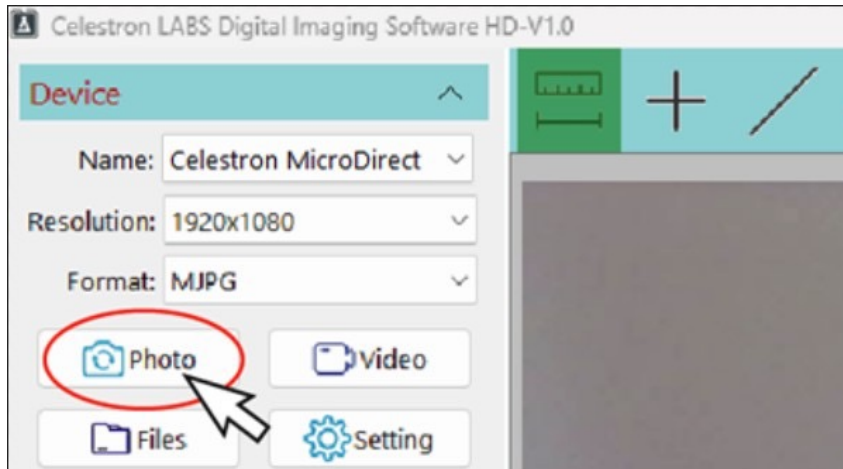 Celestron LABS Digital Imaging Software HD-V1.0
Device
Name: Celestron MicroDirect
Resolution: 1920x1080
Format: MJPG
Photo Video
Files Setting